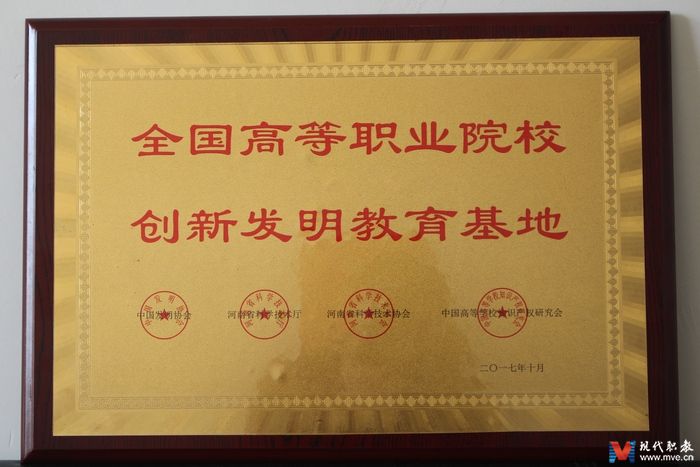 全国高等职业院校
创新发明教育基地
中国发明协会 河南省科学技术厅 河南省科学技术协会 中国高等学校知识产权研究会
二〇一七年十月
现代职教
www.mve.cn